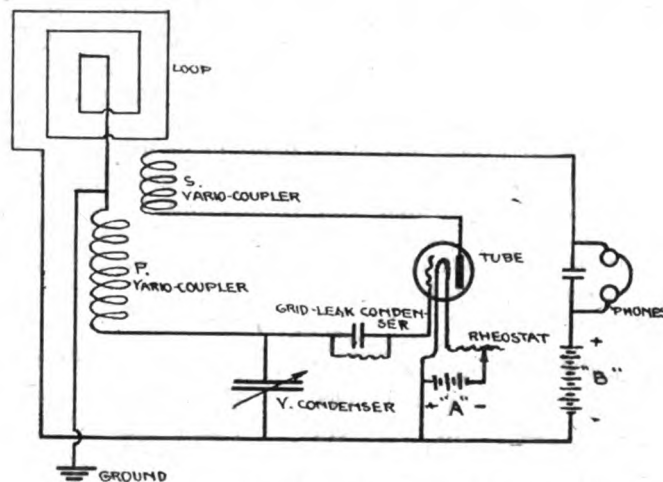 LOOP
S.
VARIO-COUPLER
P.
VARIO-COUPLER
TUBE
GRID-LEAK CONDEN-
SER
RHEOSTAT
PHONES
+
"B"
-
+ "A" -
V. CONDENSER
GROUND